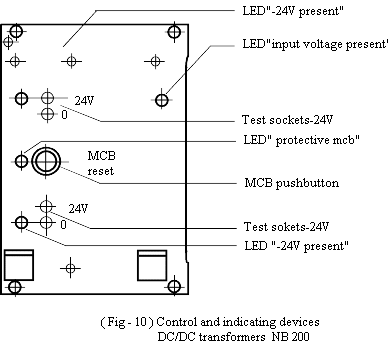 LED"-24V present"
LED"input voltage present'
24V
0
Test sockets-24V
LED" protective mcb"
MCB
reset
MCB pushbutton
24V
0
Test sokets-24V
LED "-24V present"
( Fig - 10 ) Control and indicating devices
DC/DC transformers NB 200